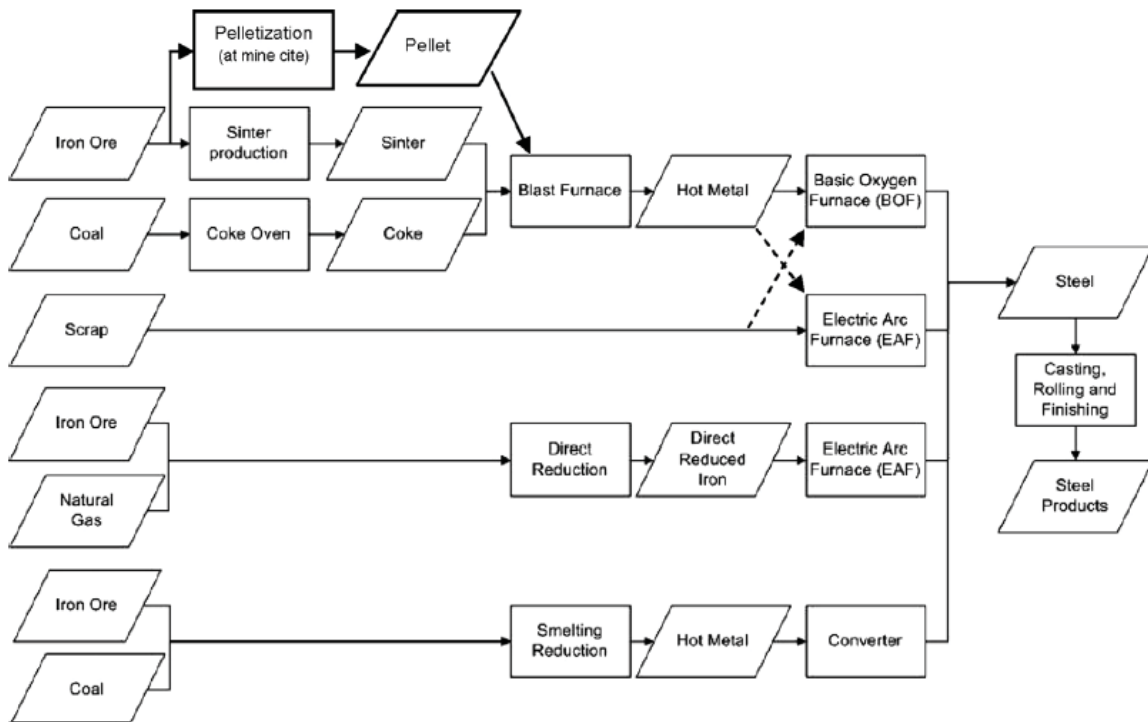 Pelletization
(at mine cite)
Pellet
Iron Ore
Sinter
production
Sinter
Blast Furnace
Hot Metal
Basic Oxygen
Furnace (BOF)
Coal
Coke Oven
Coke
Steel
Scrap
Electric Arc
Furnace (EAF)
Casting,
Rolling and
Finishing
Iron Ore
Direct
Reduction
Direct
Reduced
Iron
Electric Arc
Furnace (EAF)
Natural
Gas
Steel
Products
Iron Ore
Smelting
Reduction
Hot Metal
Converter
Coal